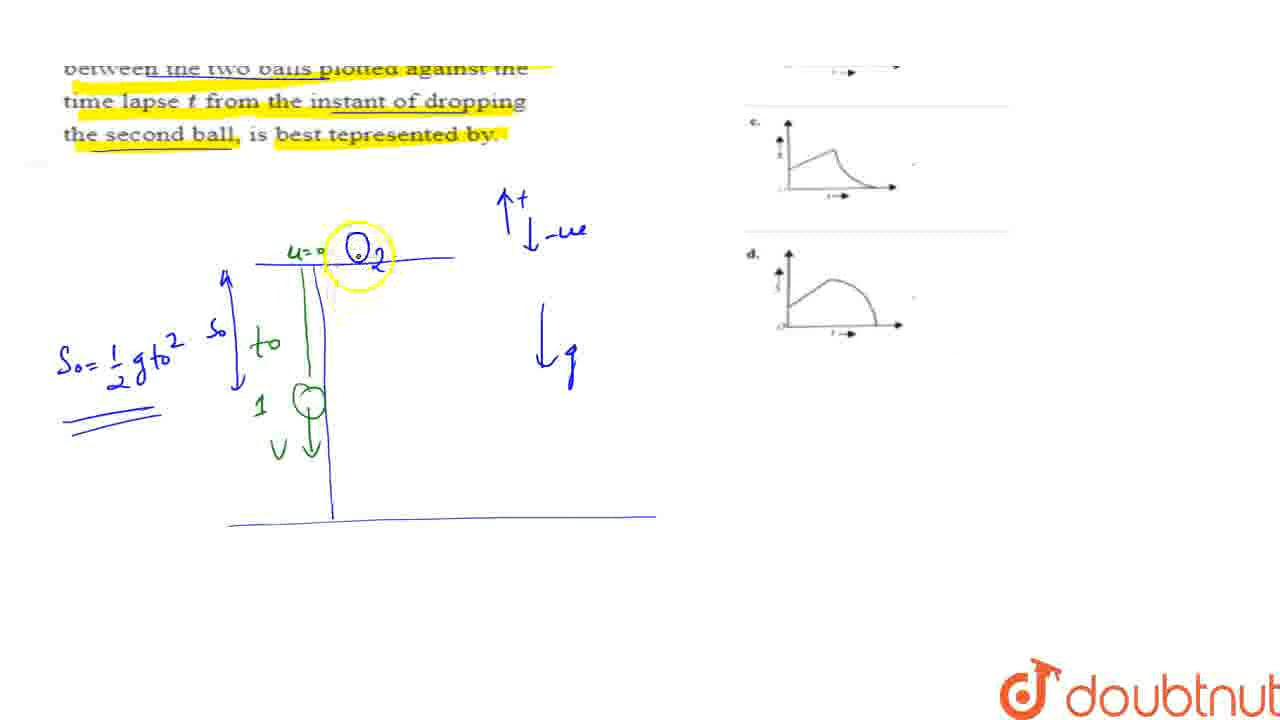 between the two balls plotted against the
time lapse t from the instant of dropping
the second ball, is best tepresented by.
c.
t
d.
t
u=0
2
+
-ve
S₀
S₀=1/2 gt₀²
t₀
g
1
V
doubtnut